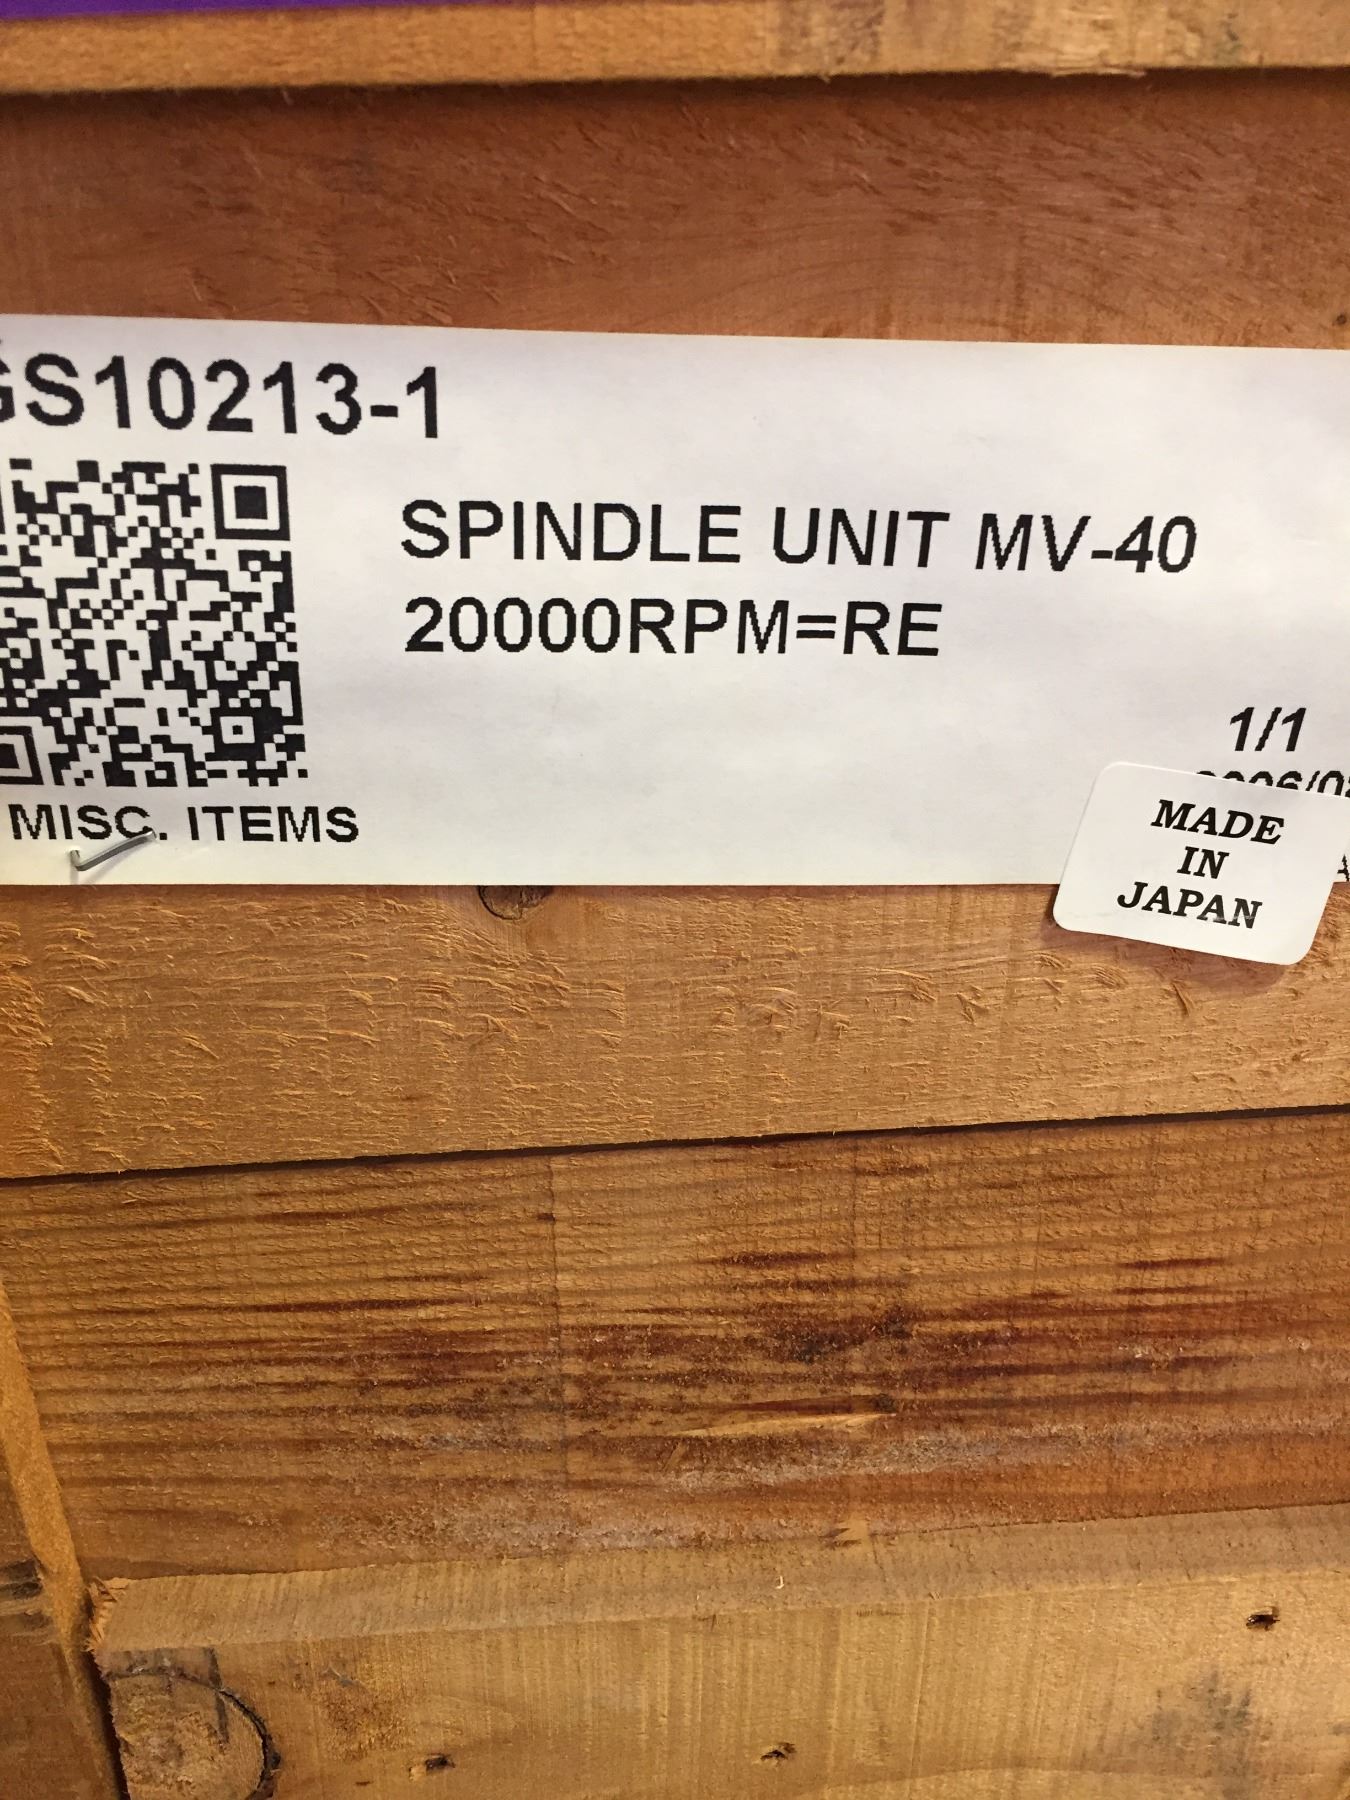 GS10213-1
SPINDLE UNIT MV-40
20000RPM=RE
1/1
MISC. ITEMS
MADE
IN
JAPAN